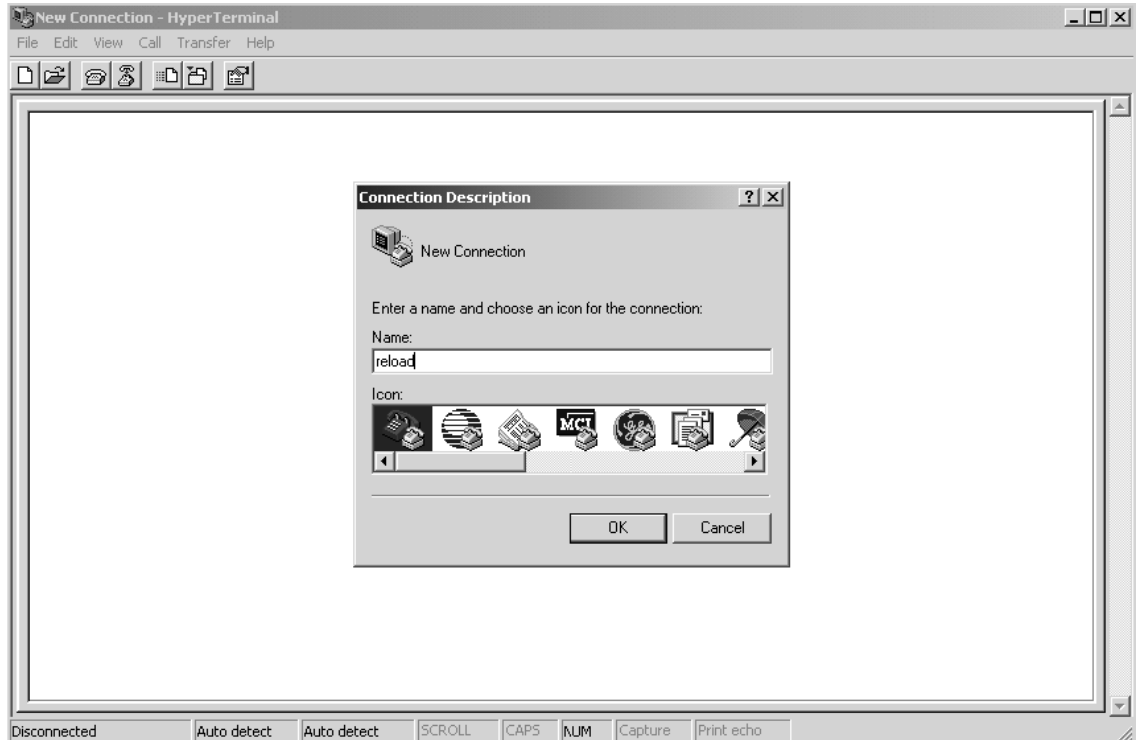 New Connection - HyperTerminal
File Edit View Call Transfer Help
Connection Description
New Connection
Enter a name and choose an icon for the connection:
Name:
reload
Icon:
MCI
OK Cancel
Disconnected Auto detect Auto detect SCROLL CAPS NUM Capture Print echo